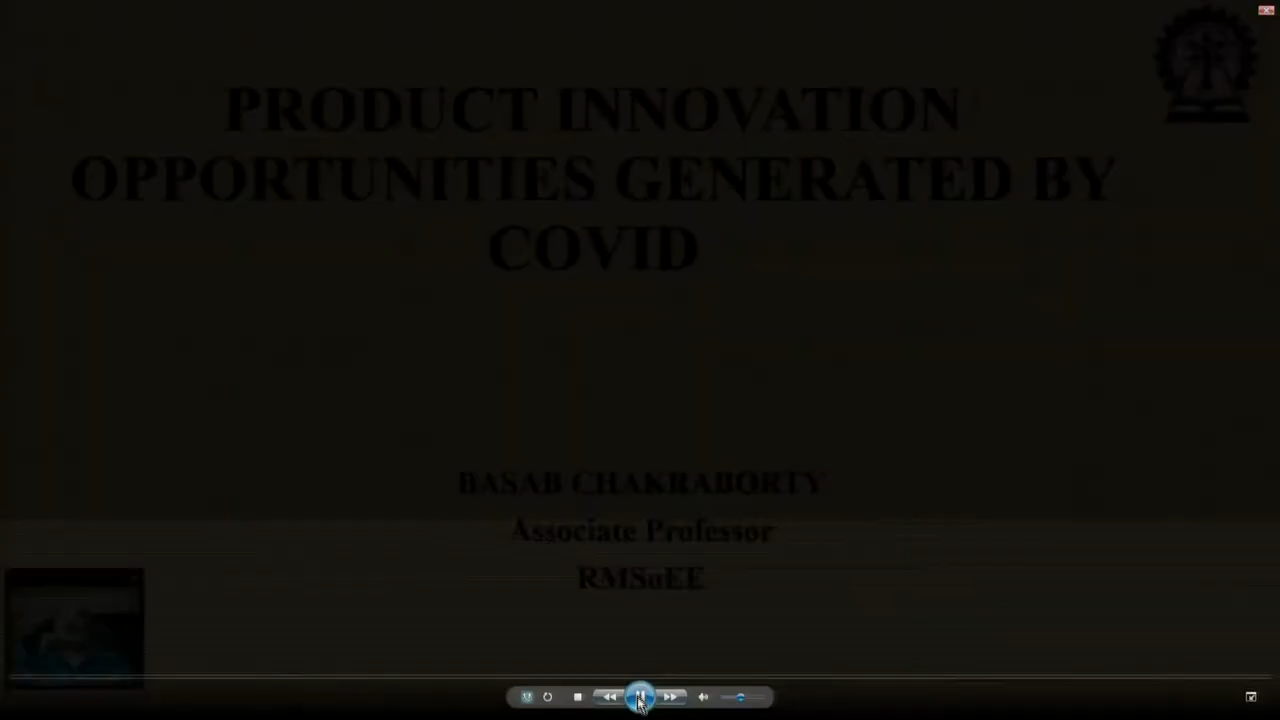 PRODUCT INNOVATION
OPPORTUNITIES GENERATED BY
COVID
BASAB CHAKRABORTY
Associate Professor
RMSoEE